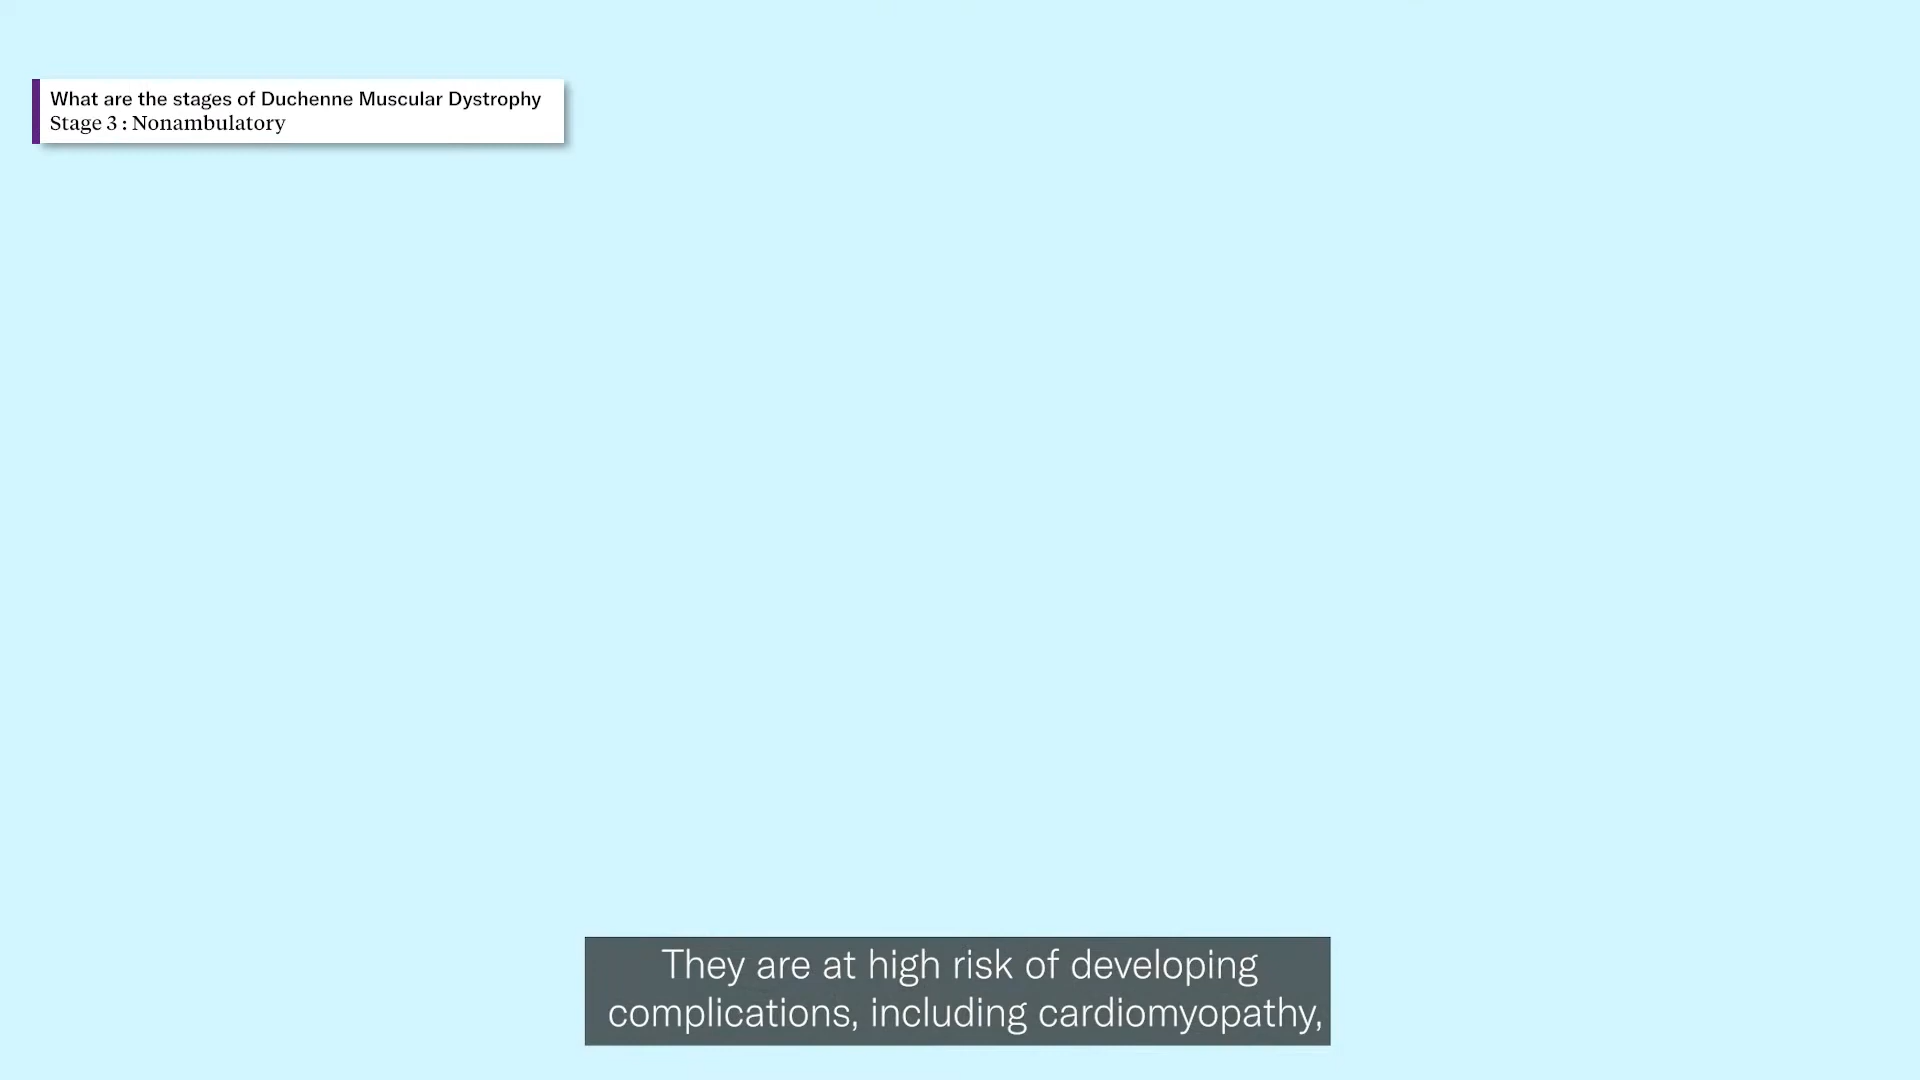 What are the stages of Duchenne Muscular Dystrophy
Stage 3 : Nonambulatory
They are at high risk of developing
complications, including cardiomyopathy,